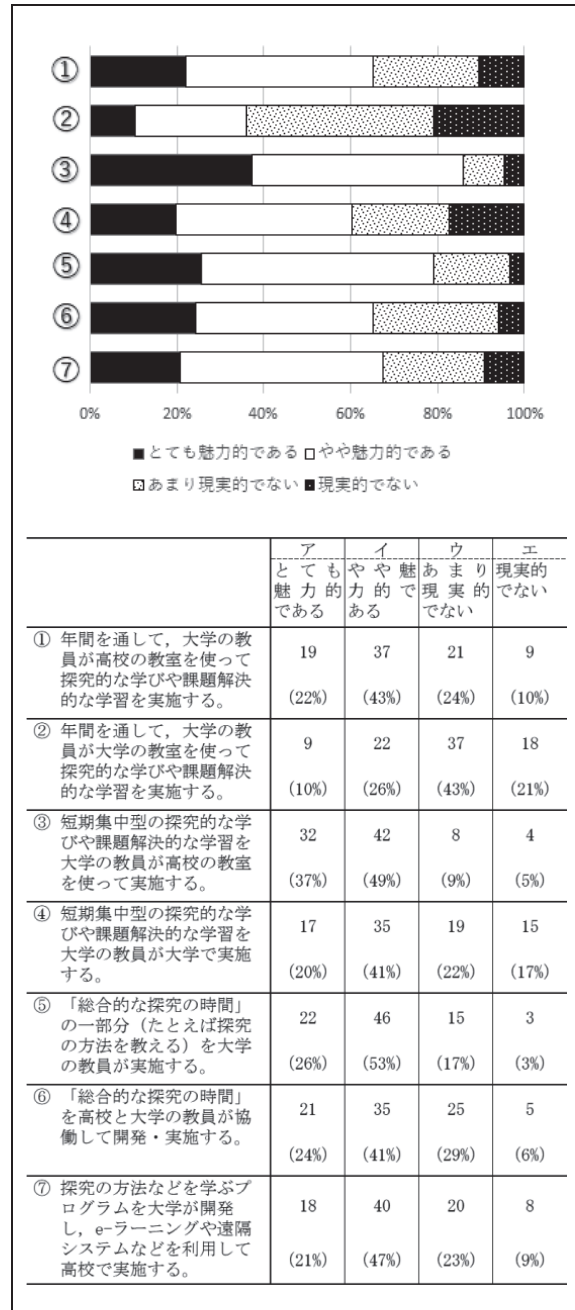 ①
②
③
④
⑤
⑥
⑦
0% 20% 40% 60% 80% 100%
■とても魅力的である □やや魅力的である
あまり現実的でない ■現実的でない
ア イ ウ エ
とても やや魅 あまり 現実的
魅力的 力的で 現実的 でない
である ある でない
① 年間を通して，大学の教
員が高校の教室を使って
探究的な学びや課題解決
的な学習を実施する。
19 37 21 9
(22%) (43%) (24%) (10%)
② 年間を通して，大学の教
員が大学の教室を使って
探究的な学びや課題解決
的な学習を実施する。
9 22 37 18
(10%) (26%) (43%) (21%)
③ 短期集中型の探究的な学
びや課題解決的な学習を
大学の教員が高校の教室
を使って実施する。
32 42 8 4
(37%) (49%) (9%) (5%)
④ 短期集中型の探究的な学
びや課題解決的な学習を
大学の教員が大学で実施
する。
17 35 19 15
(20%) (41%) (22%) (17%)
⑤ 「総合的な探究の時間」
の一部分（たとえば探究
の方法を教える）を大学
の教員が実施する。
22 46 15 3
(26%) (53%) (17%) (3%)
⑥ 「総合的な探究の時間」
を高校と大学の教員が協
働して開発・実施する。
21 35 25 5
(24%) (41%) (29%) (6%)
⑦ 探究の方法などを学ぶプ
ログラムを大学が開発
し，e-ラーニングや遠隔
システムなどを利用して
高校で実施する。
18 40 20 8
(21%) (47%) (23%) (9%)